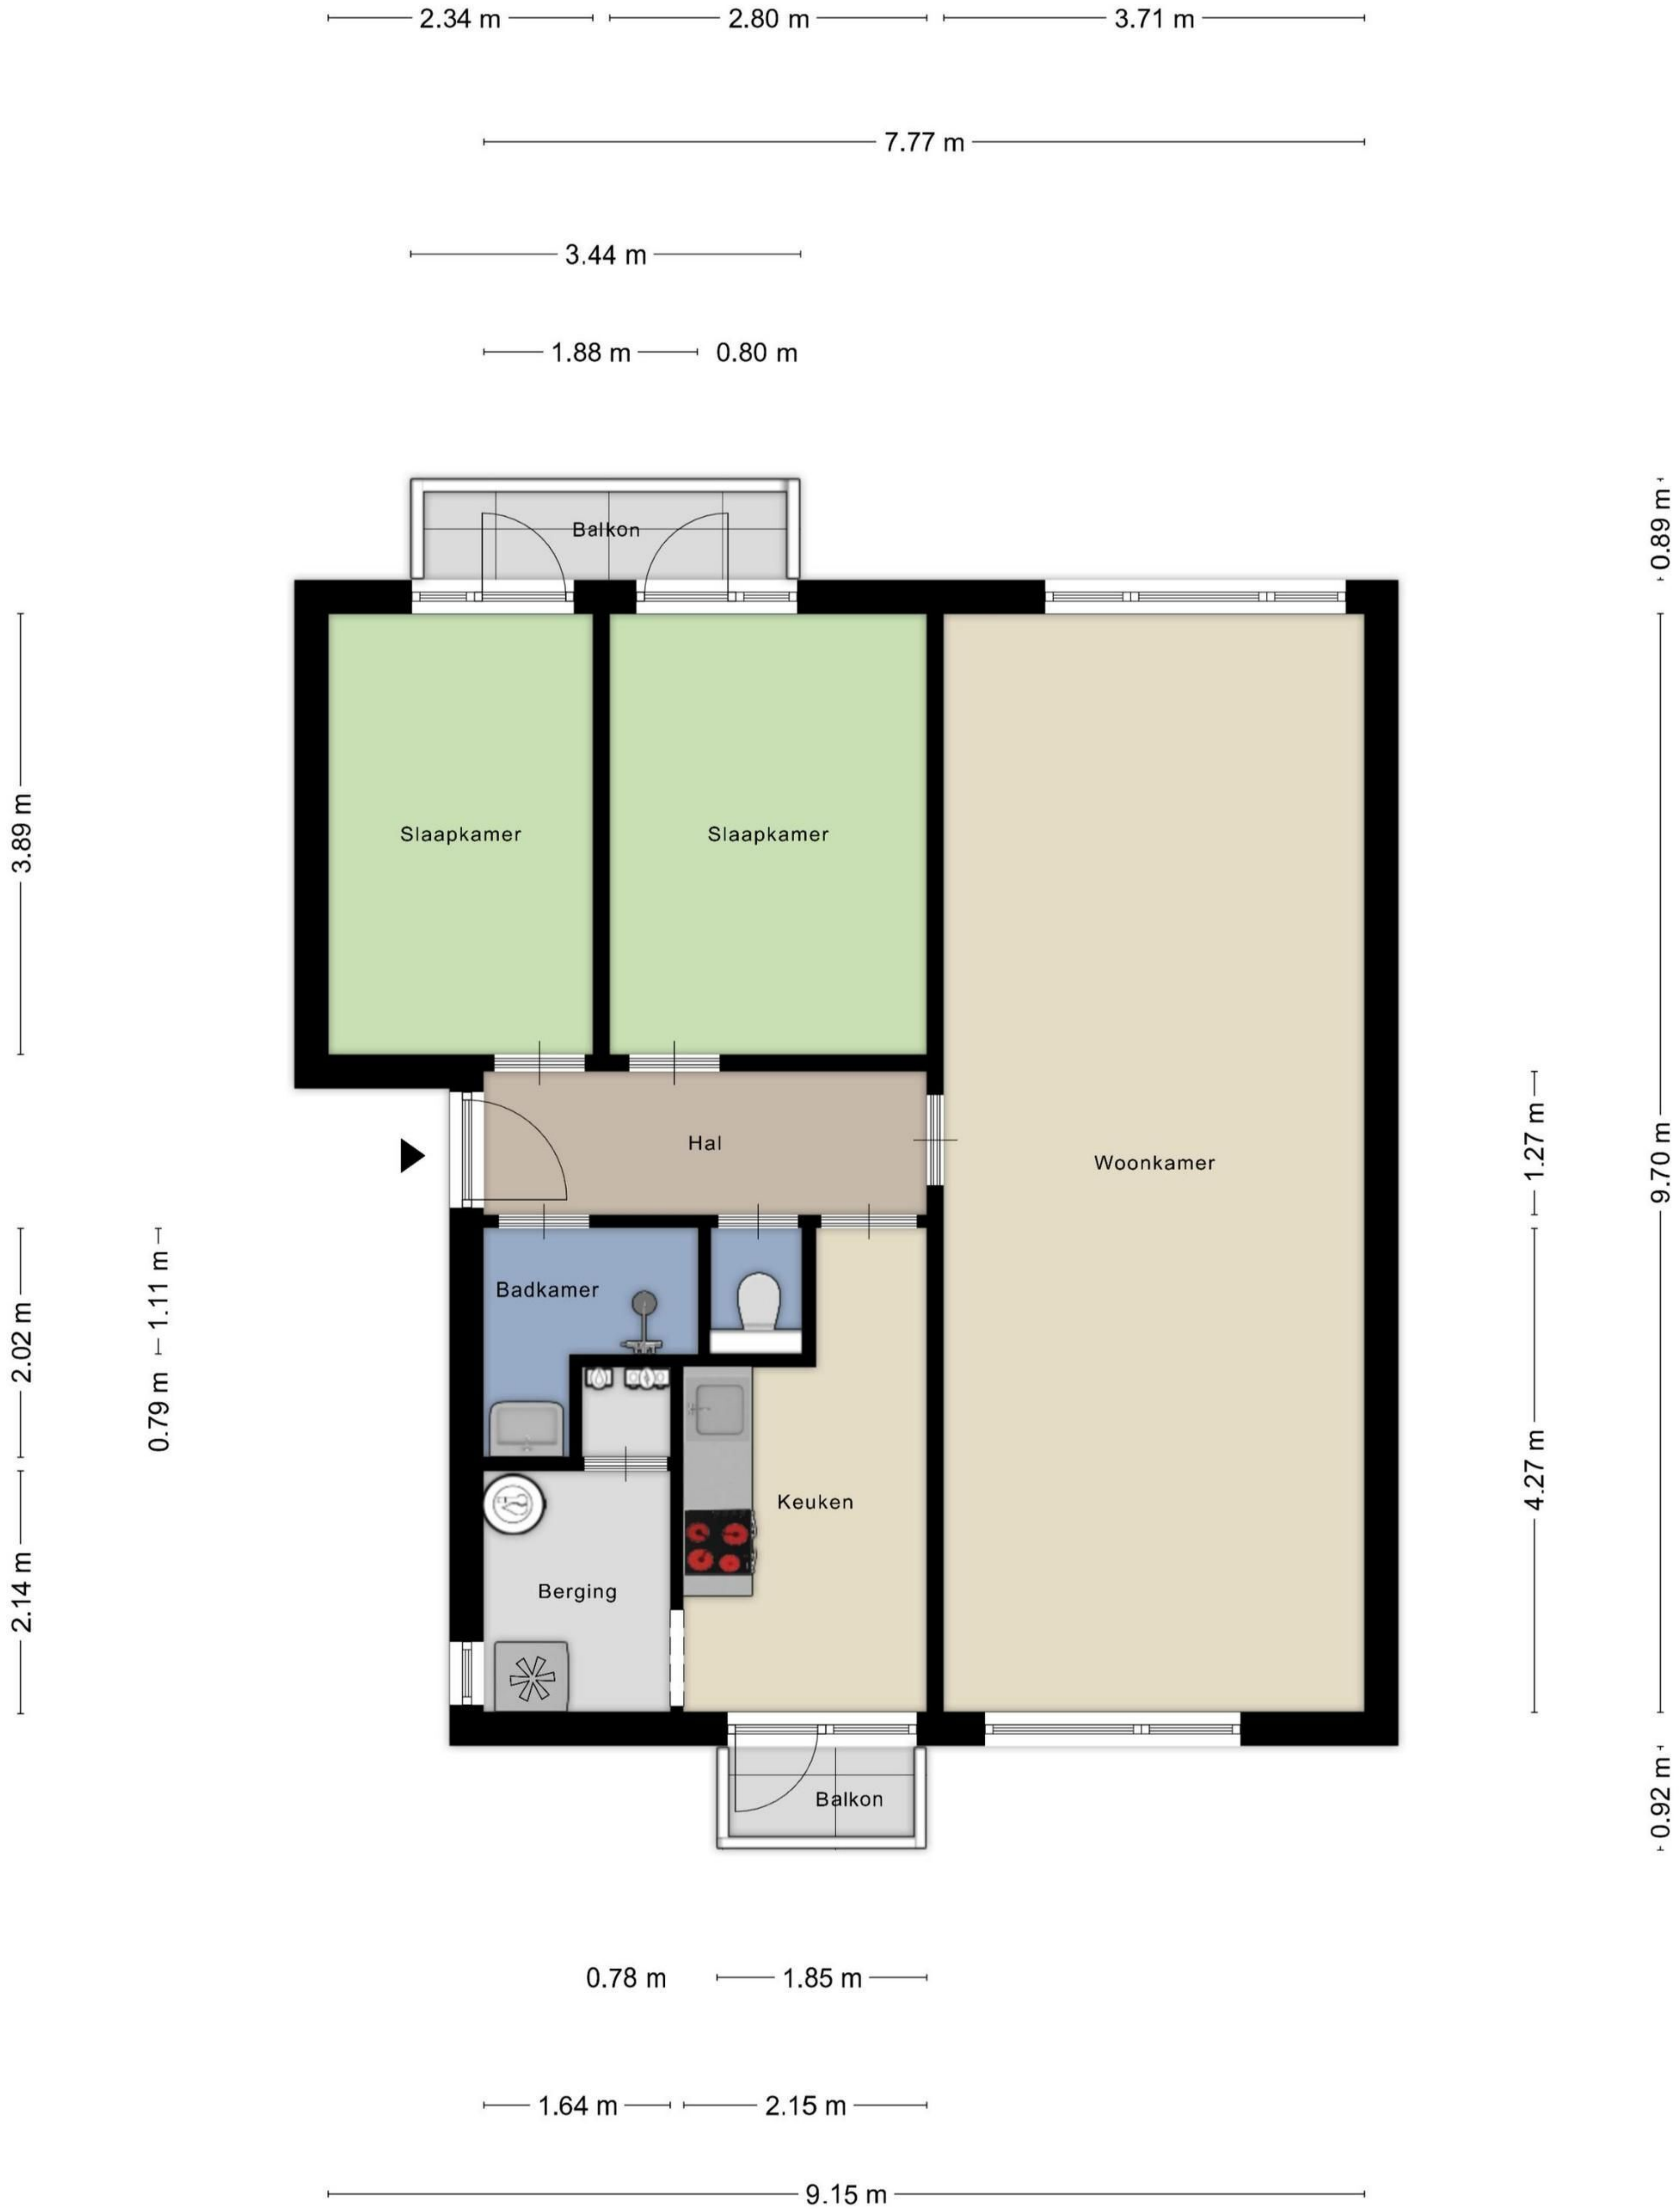 2.34 m 2.80 m 3.71 m
7.77 m
3.44 m
1.88 m 0.80 m
0.89 m
Balkon
Slaapkamer Slaapkamer
3.89 m
Hal
Woonkamer
1.27 m
9.70 m
Badkamer
1.11 m
2.02 m
0.79 m
4.27 m
Keuken
Berging
2.14 m
Balkon
0.92 m
0.78 m 1.85 m
1.64 m 2.15 m
9.15 m